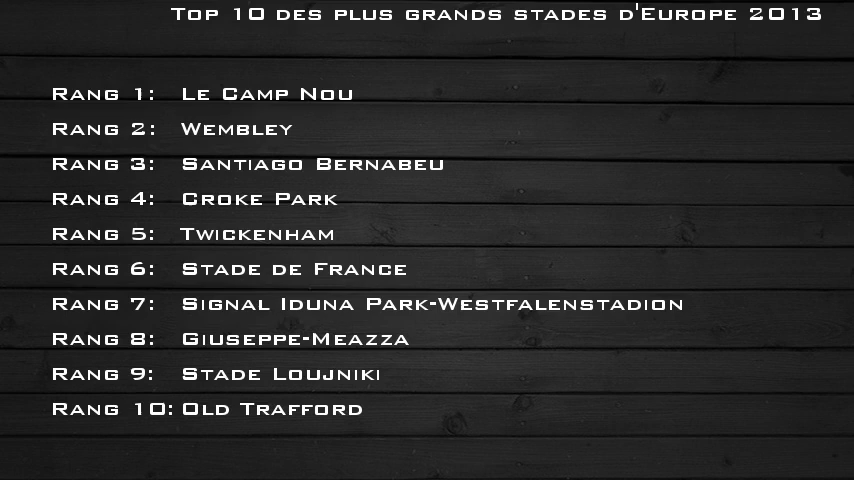 Top 10 des plus grands stades d'Europe 2013
Rang 1: Le Camp Nou
Rang 2: Wembley
Rang 3: Santiago Bernabeu
Rang 4: Croke Park
Rang 5: Twickenham
Rang 6: Stade de France
Rang 7: Signal Iduna Park-Westfalenstadion
Rang 8: Giuseppe-Meazza
Rang 9: Stade Loujniki
Rang 10: Old Trafford